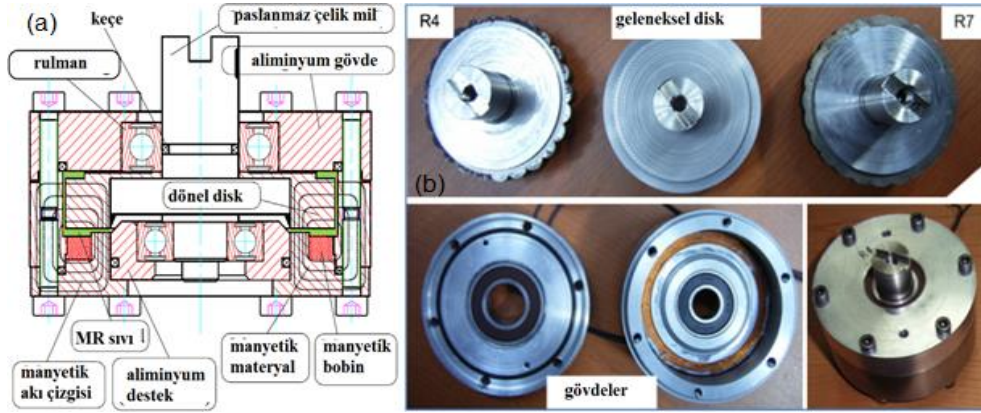 (a)
keçe
paslanmaz çelik mil
rulman
aliminyum gövde
dönel disk
MR sıvı
manyetik
akı çizgisi
aliminyum
destek
manyetik
materyal
manyetik
bobin
R4
geleneksel disk
R7
(b)
gövdeler